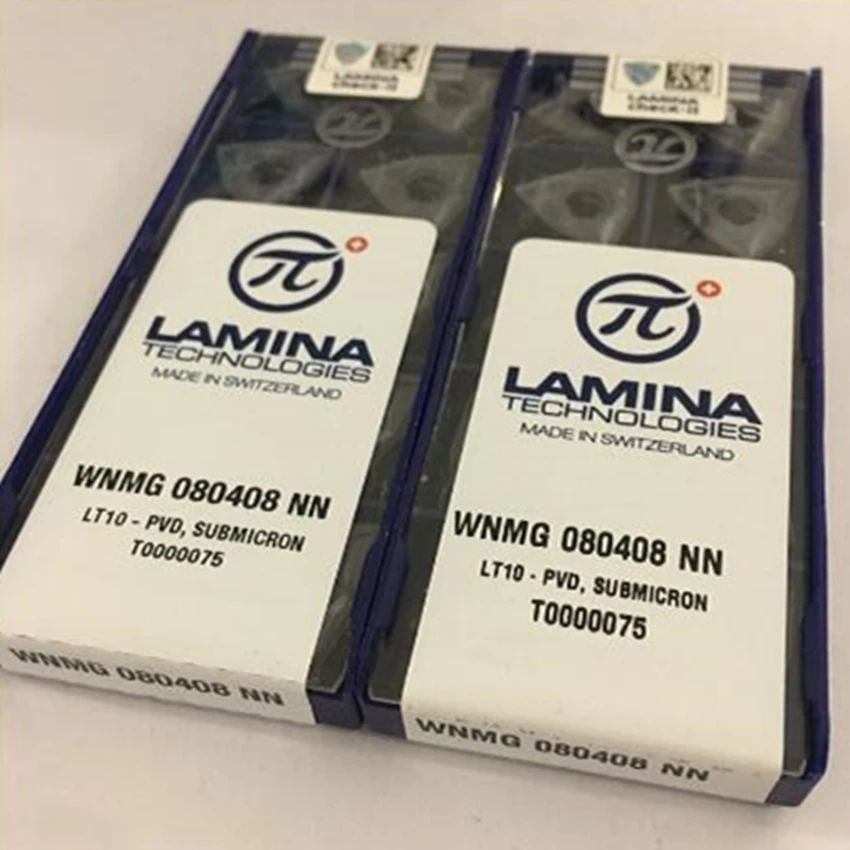 LAMINA
check-it
π
LAMINA
TECHNOLOGIES
MADE IN SWITZERLAND
WNMG 080408 NN
LT10 - PVD, SUBMICRON
T0000075
WNMG 080408 NN
LAMINA
check-it
π
LAMINA
TECHNOLOGIES
MADE IN SWITZERLAND
WNMG 080408 NN
LT10 - PVD, SUBMICRON
T0000075
WNMG 080408 NN